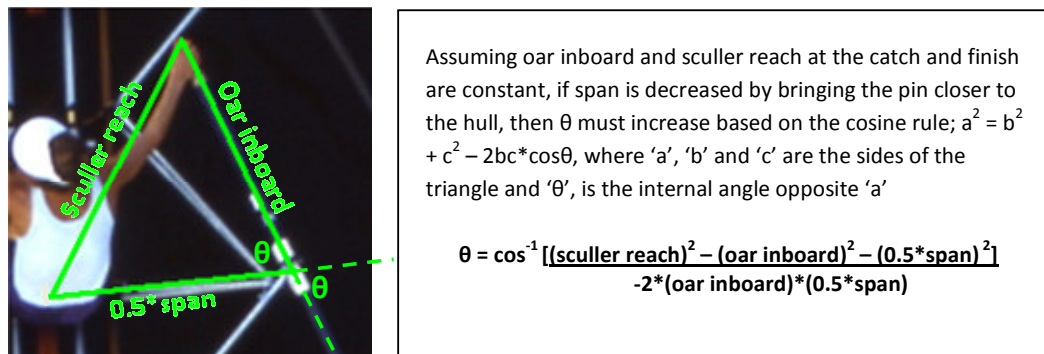 Sculler reach
Oar inboard
θ
θ
0.5* span
Assuming oar inboard and sculler reach at the catch and finish
are constant, if span is decreased by bringing the pin closer to
the hull, then θ must increase based on the cosine rule; a² = b²
+ c² – 2bc*cosθ, where ‘a’, ‘b’ and ‘c’ are the sides of the
triangle and ‘θ’, is the internal angle opposite ‘a’
θ = cos⁻¹ [(sculler reach)² – (oar inboard)² – (0.5*span)²]
-2*(oar inboard)*(0.5*span)